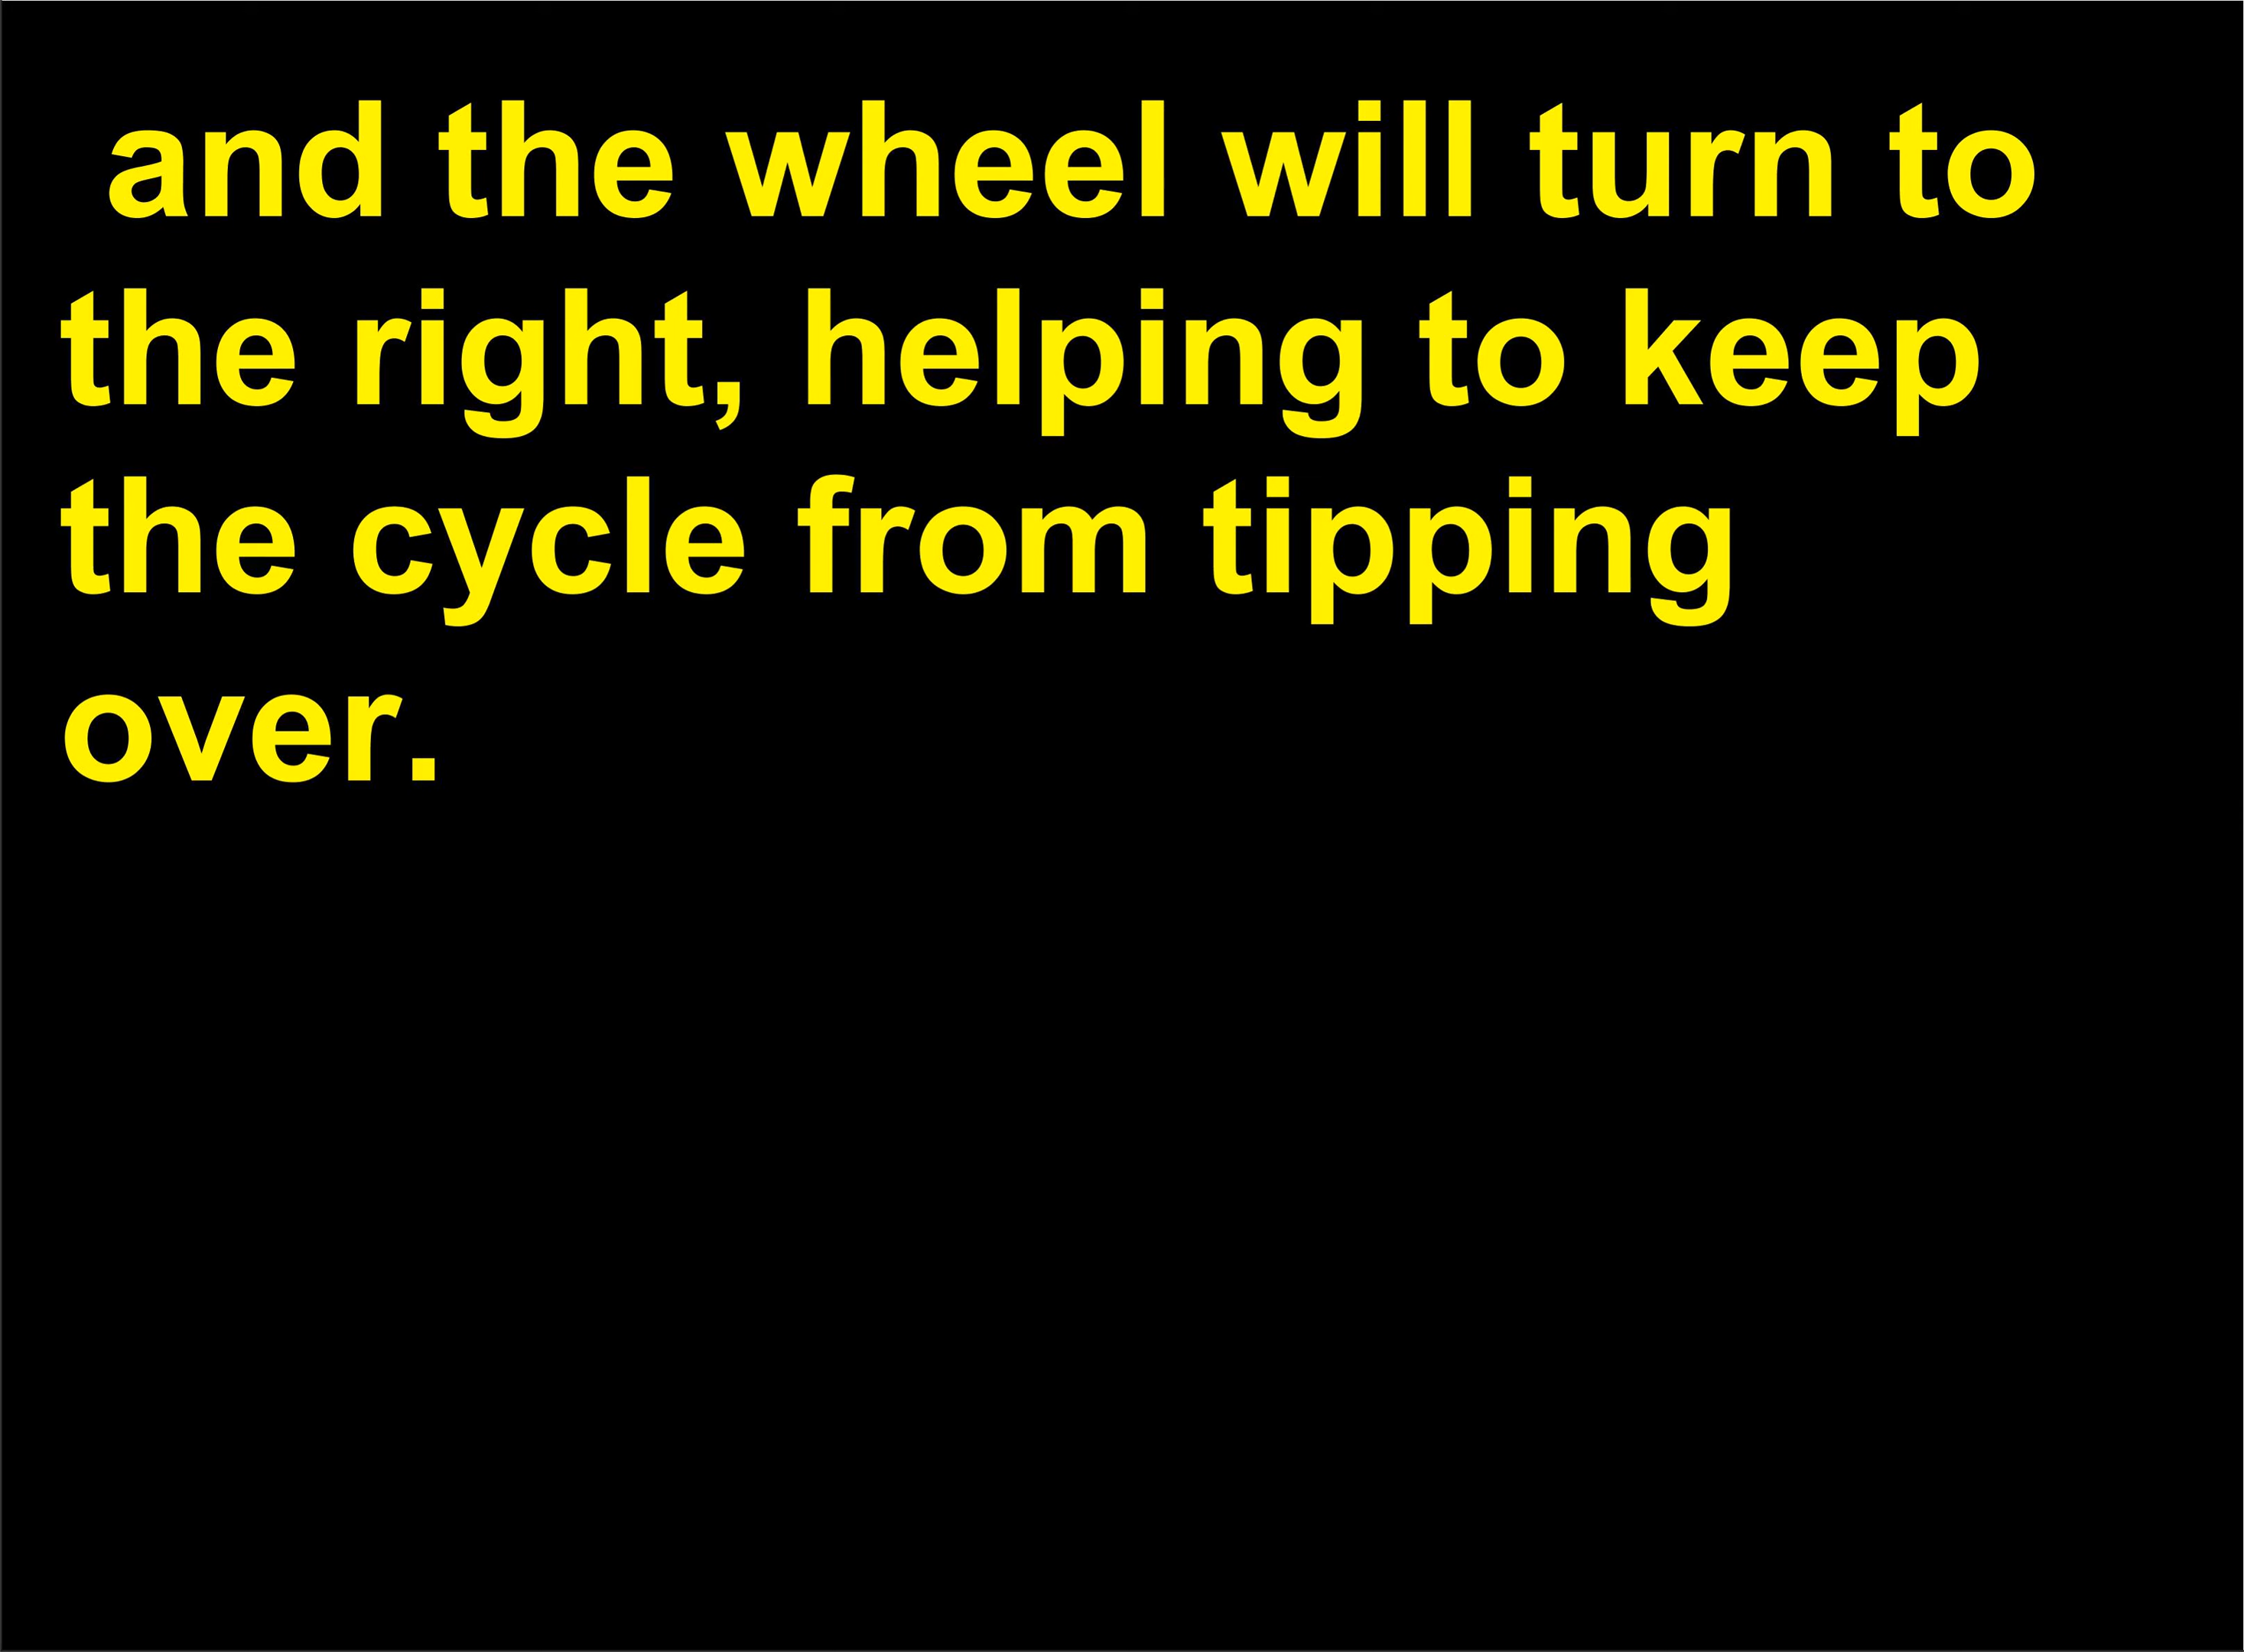 and the wheel will turn to
the right, helping to keep
the cycle from tipping
over.